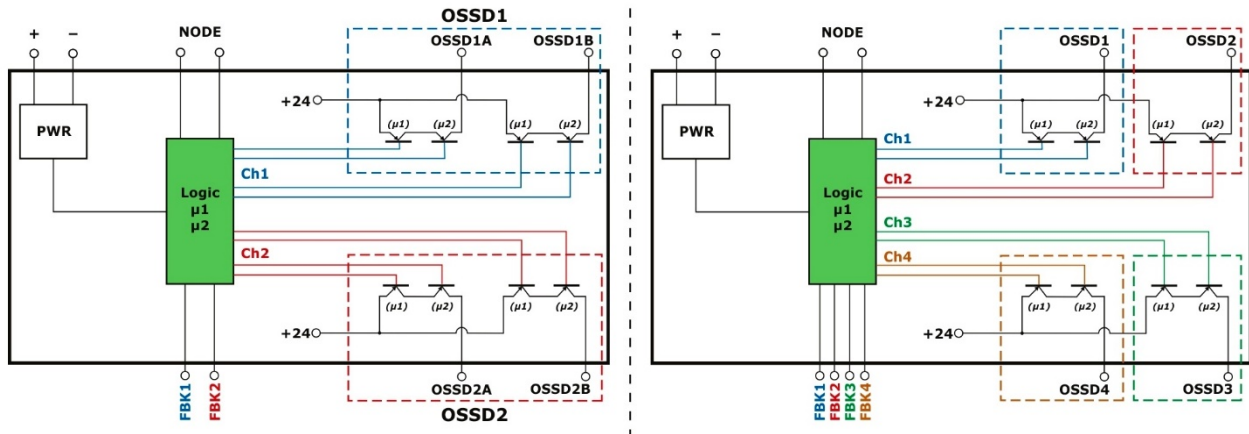 OSSD1
+ − NODE OSSD1A OSSD1B
+24
(μ1) (μ2) (μ1) (μ2)
PWR
Ch1
Logic
μ1
μ2
Ch2
(μ1) (μ2) (μ1) (μ2)
+24
FBK1 FBK2
OSSD2A OSSD2B
OSSD2
+ − NODE OSSD1 OSSD2
+24
(μ1) (μ2) (μ1) (μ2)
PWR
Ch1
Ch2
Logic
μ1
μ2
Ch3
Ch4
(μ1) (μ2) (μ1) (μ2)
+24
FBK1 FBK2 FBK3 FBK4
OSSD4 OSSD3